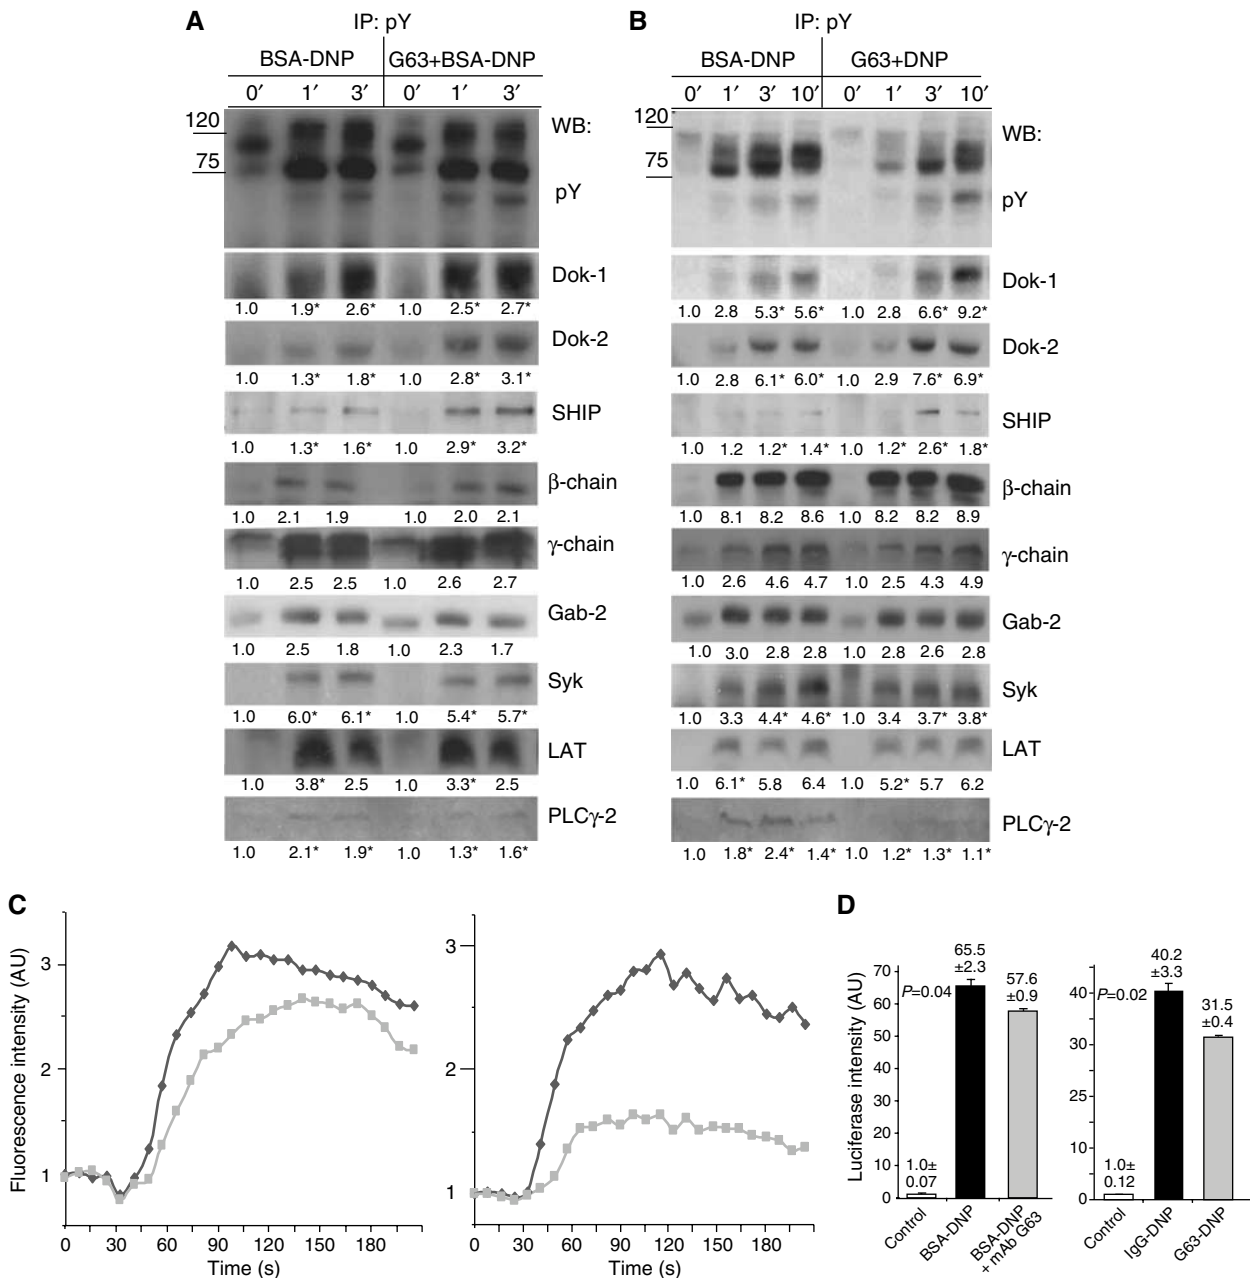 A
IP: pY
BSA-DNP G63+BSA-DNP
0′ 1′ 3′ 0′ 1′ 3′
120
75
WB:
pY
Dok-1
1.0 1.9* 2.6* 1.0 2.5* 2.7*
Dok-2
1.0 1.3* 1.8* 1.0 2.8* 3.1*
SHIP
1.0 1.3* 1.6* 1.0 2.9* 3.2*
β-chain
1.0 2.1 1.9 1.0 2.0 2.1
γ-chain
1.0 2.5 2.5 1.0 2.6 2.7
Gab-2
1.0 2.5 1.8 1.0 2.3 1.7
Syk
1.0 6.0* 6.1* 1.0 5.4* 5.7*
LAT
1.0 3.8* 2.5 1.0 3.3* 2.5
PLCγ-2
1.0 2.1* 1.9* 1.0 1.3* 1.6*
B
IP: pY
BSA-DNP G63+DNP
0′ 1′ 3′ 10′ 0′ 1′ 3′ 10′
120
75
WB:
pY
Dok-1
1.0 2.8 5.3* 5.6* 1.0 2.8 6.6* 9.2*
Dok-2
1.0 2.8 6.1* 6.0* 1.0 2.9 7.6* 6.9*
SHIP
1.0 1.2 1.2* 1.4* 1.0 1.2* 2.6* 1.8*
β-chain
1.0 8.1 8.2 8.6 1.0 8.2 8.2 8.9
γ-chain
1.0 2.6 4.6 4.7 1.0 2.5 4.3 4.9
Gab-2
1.0 3.0 2.8 2.8 1.0 2.8 2.6 2.8
Syk
1.0 3.3 4.4* 4.6* 1.0 3.4 3.7* 3.8*
LAT
1.0 6.1* 5.8 6.4 1.0 5.2* 5.7 6.2
PLCγ-2
1.0 1.8* 2.4* 1.4* 1.0 1.2* 1.3* 1.1*
C
Fluorescence intensity (AU)
3
2
1
0 30 60 90 120 150 180
Time (s)
3
2
1
0 30 60 90 120 150 180
Time (s)
D
Luciferase intensity (AU)
70
60
50
40
30
20
10
0
P=0.04
1.0±
0.07
65.5
±2.3
57.6
±0.9
Control
BSA-DNP
BSA-DNP
+ mAb G63
40
30
25
10
0
P=0.02
1.0±
0.12
40.2
±3.3
31.5
±0.4
Control
IgG-DNP
G63-DNP